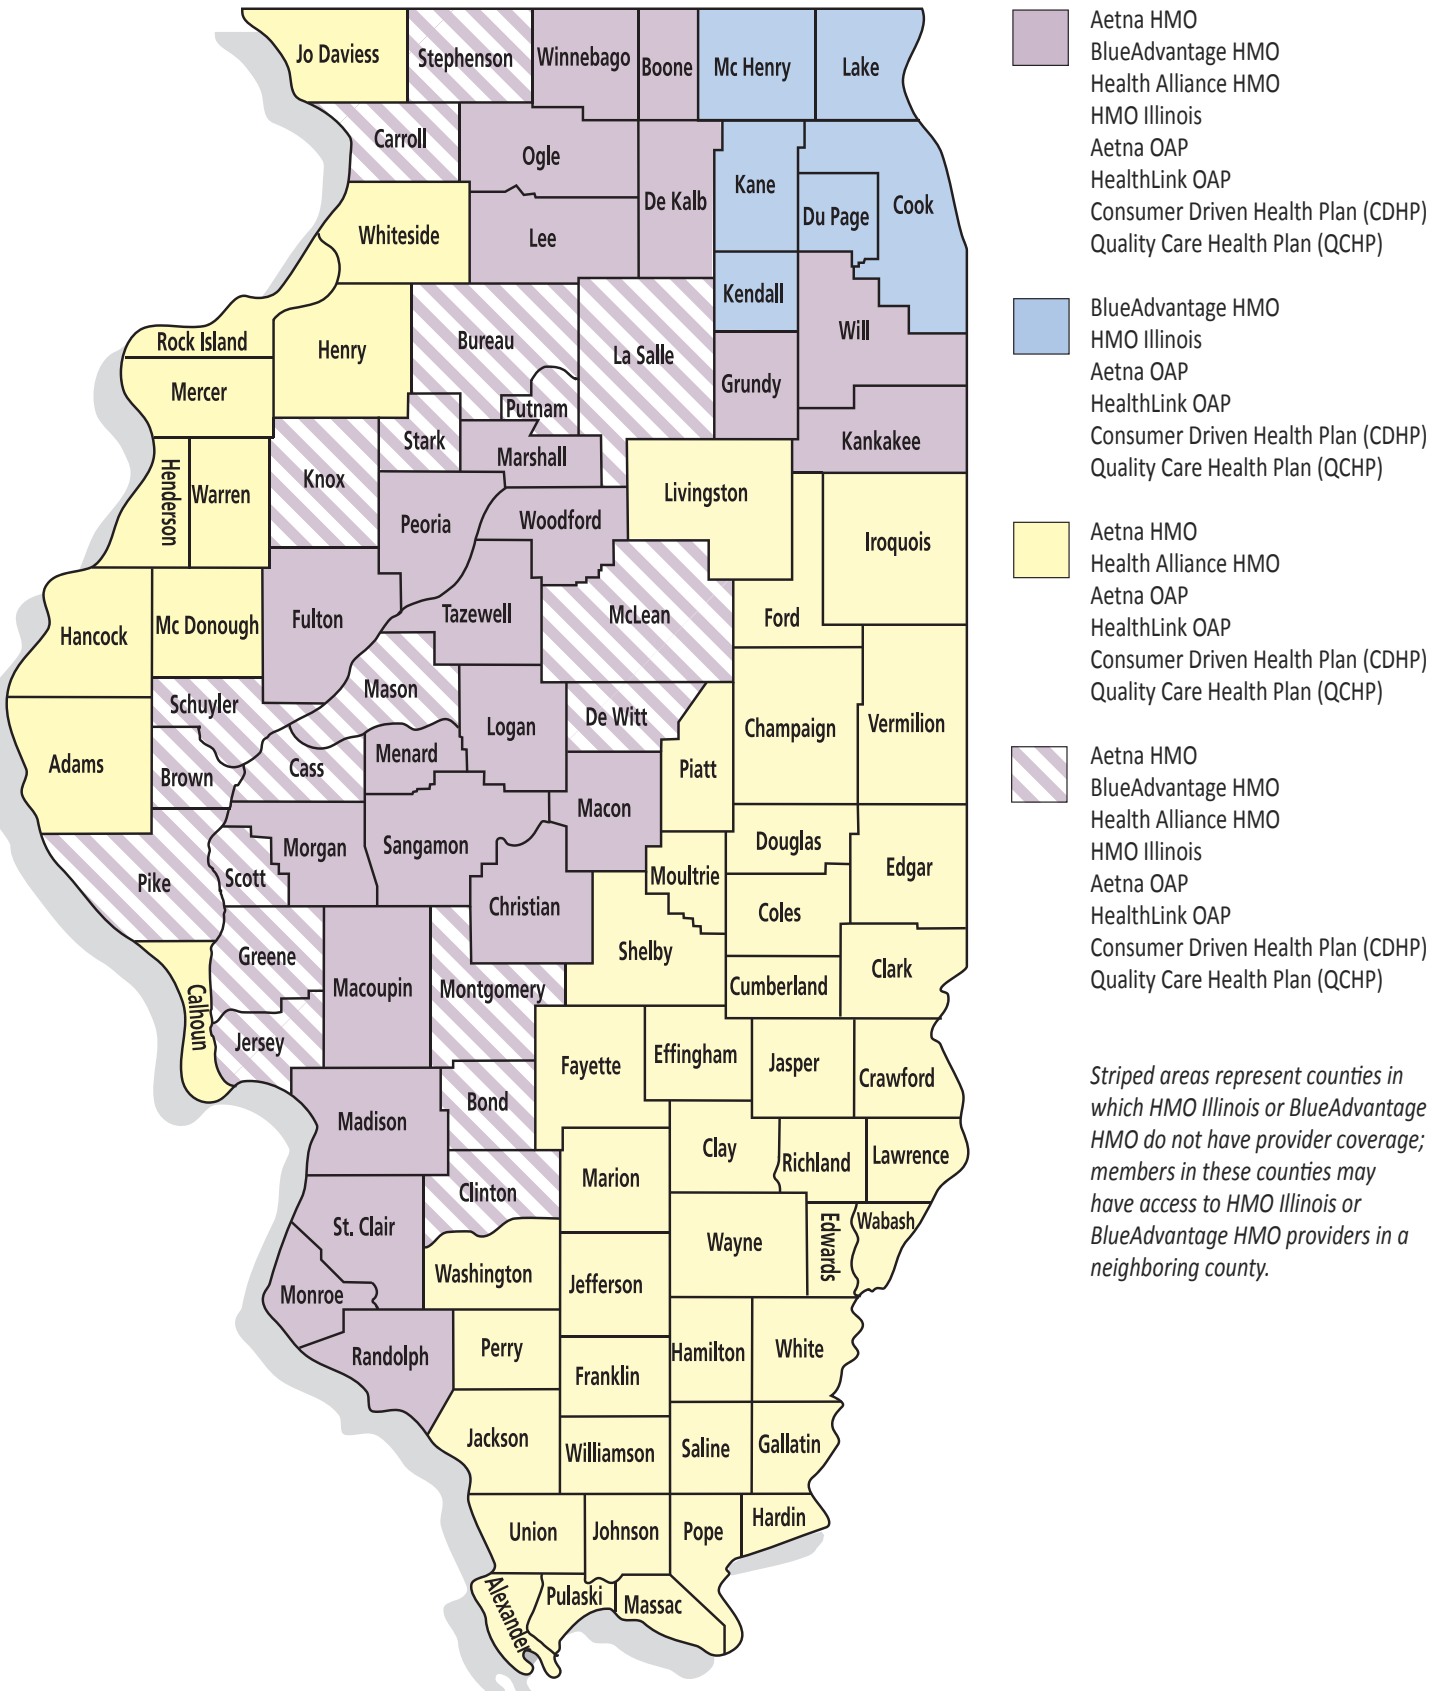 Jo Daviess
Stephenson
Winnebago
Boone
Mc Henry
Lake
Carroll
Ogle
De Kalb
Kane
Du Page
Cook
Whiteside
Lee
Kendall
Will
Rock Island
Henry
Bureau
La Salle
Grundy
Mercer
Putnam
Kankakee
Stark
Marshall
Henderson
Warren
Knox
Livingston
Peoria
Woodford
Iroquois
Hancock
Mc Donough
Fulton
Tazewell
McLean
Ford
Schuyler
Mason
Logan
De Witt
Champaign
Vermilion
Adams
Brown
Cass
Menard
Piatt
Macon
Pike
Scott
Morgan
Sangamon
Moultrie
Douglas
Edgar
Christian
Coles
Greene
Shelby
Calhoun
Macoupin
Montgomery
Cumberland
Clark
Jersey
Fayette
Effingham
Jasper
Crawford
Madison
Bond
Clay
Richland
Lawrence
Clinton
Marion
St. Clair
Wayne
Edwards
Wabash
Monroe
Washington
Jefferson
Randolph
Perry
Franklin
Hamilton
White
Jackson
Williamson
Saline
Gallatin
Union
Johnson
Pope
Hardin
Alexander
Pulaski
Massac
Aetna HMO
BlueAdvantage HMO
Health Alliance HMO
HMO Illinois
Aetna OAP
HealthLink OAP
Consumer Driven Health Plan (CDHP)
Quality Care Health Plan (QCHP)
BlueAdvantage HMO
HMO Illinois
Aetna OAP
HealthLink OAP
Consumer Driven Health Plan (CDHP)
Quality Care Health Plan (QCHP)
Aetna HMO
Health Alliance HMO
Aetna OAP
HealthLink OAP
Consumer Driven Health Plan (CDHP)
Quality Care Health Plan (QCHP)
Aetna HMO
BlueAdvantage HMO
Health Alliance HMO
HMO Illinois
Aetna OAP
HealthLink OAP
Consumer Driven Health Plan (CDHP)
Quality Care Health Plan (QCHP)
Striped areas represent counties in
which HMO Illinois or BlueAdvantage
HMO do not have provider coverage;
members in these counties may
have access to HMO Illinois or
BlueAdvantage HMO providers in a
neighboring county.